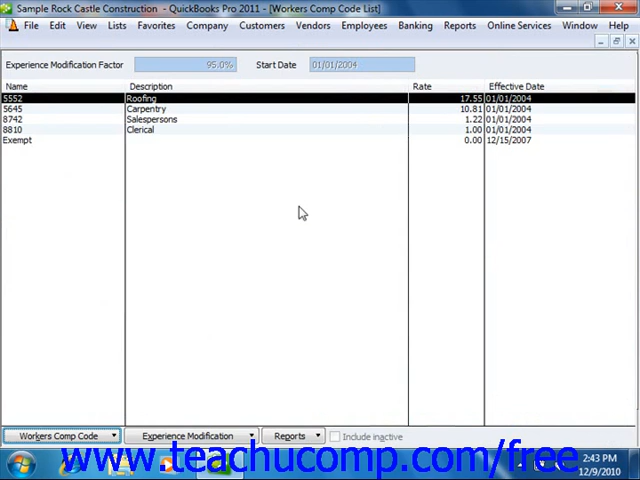 Sample Rock Castle Construction - QuickBooks Pro 2011 - [Workers Comp Code List]
File Edit View Lists Favorites Company Customers Vendors Employees Banking Reports Online Services Window Help
Experience Modification Factor 95.0% Start Date 01/01/2004
Name Description Rate Effective Date
5552 Roofing 17.55 01/01/2004
5645 Carpentry 10.81 01/01/2004
8742 Salespersons 1.22 01/01/2004
8810 Clerical 1.00 01/01/2004
Exempt 0.00 12/15/2007
Workers Comp Code Experience Modification Reports Include inactive
www.teachucomp.com/free
2:43 PM
12/9/2010